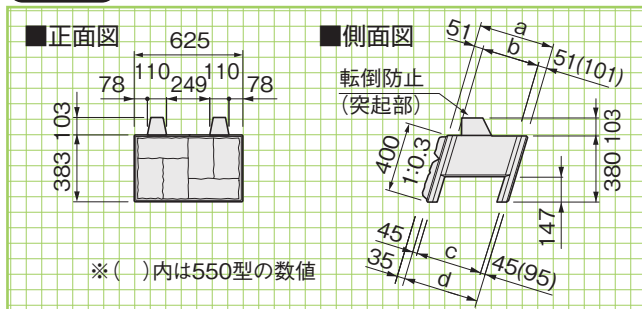 ■正面図
625
78
110
249
110
78
103
383
■側面図
51
a
b
51(101)
転倒防止
(突起部)
400
1:0.3
103
380
147
45
35
c
d
45(95)
※( )内は550型の数値